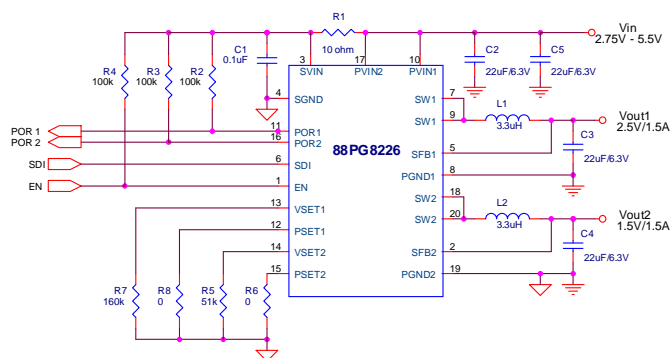 R1
10 ohm
Vin
2.75V - 5.5V
R4
100k
R3
100k
R2
100k
C1
0.1uF
C2
22uF/6.3V
C5
22uF/6.3V
3
17
10
SVIN
PVIN2
PVIN1
4
SGND
SW1
7
SW1
9
L1
3.3uH
Vout1
2.5V/1.5A
POR 1
11
POR1
POR 2
16
POR2
88PG8226
SFB1
5
C3
22uF/6.3V
SDI
6
SDI
PGND1
8
EN
1
EN
SW2
18
13
VSET1
SW2
20
L2
3.3uH
Vout2
1.5V/1.5A
12
PSET1
14
VSET2
SFB2
2
C4
22uF/6.3V
15
PSET2
PGND2
19
R7
160k
R8
0
R5
51k
R6
0